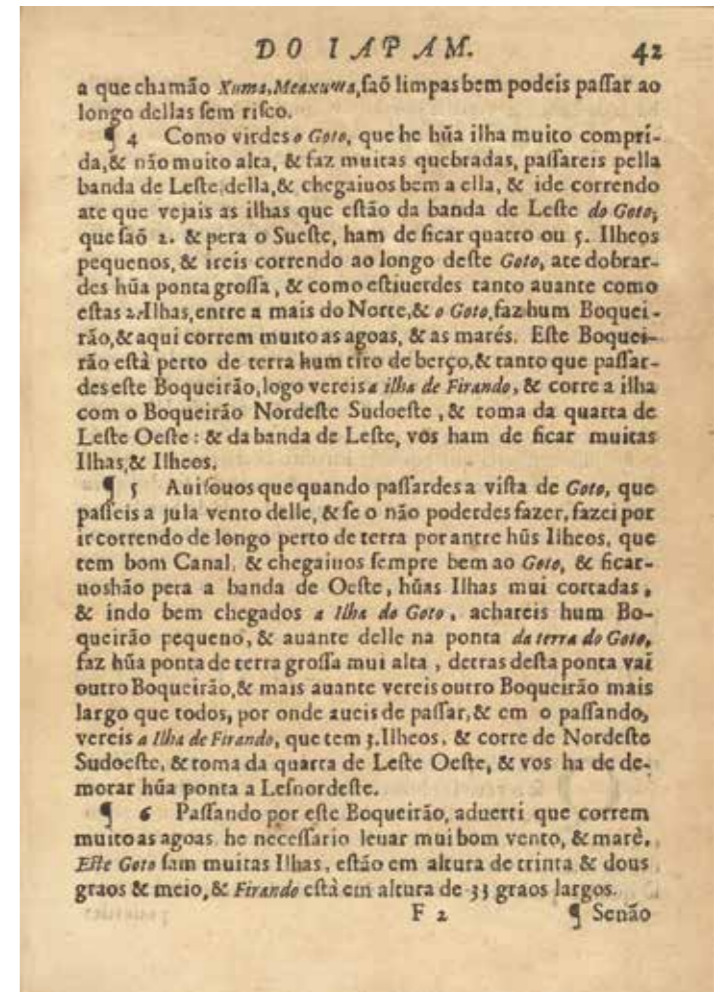 DO IAPAM. 42
a que chamão Xuma, Meaxuma, saõ limpas bem podeis passar ao
longo dellas sem risco.
¶ 4 Como virdes o Goto, que he hũa ilha muito compri-
da, & não muito alta, & faz muitas quebradas, passareis pella
banda de Leste della, & chegaiuos bem a ella, & ide correndo
ate que vejais as ilhas que estão da banda de Leste do Goto,
que saõ 2. & pera o Sueste, ham de ficar quatro ou 5. Ilheos
pequenos, & ireis correndo ao longo deste Goto, ate dobrar-
des hũa ponta grossa, & como estiuerdes tanto auante como
estas 2. Ilhas, entre a mais do Norte, & o Goto, faz hum Boquei-
rão, & aqui correm muito as agoas, & as marés. Este Boquei-
rão està perto de terra hum tiro de berço, & tanto que passar-
des este Boqueirão, logo vereis a ilha de Firando, & corre a ilha
com o Boqueirão Nordeste Sudoeste, & toma da quarta de
Leste Oeste: & da banda de Leste, vos ham de ficar muitas
Ilhas, & Ilheos.
¶ 5 Auisouos que quando passardes a vista de Goto, que
passeis a jula vento delle, & se o não poderdes fazer, fazei por
ir correndo de longo perto de terra por antre hũs Ilheos, que
tem bom Canal, & chegaiuos sempre bem ao Goto, & ficar-
uoshão pera a banda de Oeste, hũas Ilhas mui cortadas,
& indo bem chegados a Ilha do Goto, achareis hum Bo-
queirão pequeno, & auante delle na ponta da terra do Goto,
faz hũa ponta de terra grossa mui alta, detras desta ponta vai
outro Boqueirão, & mais auante vereis outro Boqueirão mais
largo que todos, por onde aueis de passar, & em o passando,
vereis a Ilha de Firando, que tem 3. Ilheos, & corre de Nordeste
Sudoeste, & toma da quarta de Leste Oeste, & vos ha de de-
morar hũa ponta a Lesnordeste.
¶ 6 Passando por este Boqueirão, aduerti que correm
muito as agoas he necessario leuar mui bom vento, & marè.
Este Goto sam muitas Ilhas, estão em altura de trinta & dous
graos & meio, & Firando està em altura de 33 graos largos.
F 2 ¶ Senão